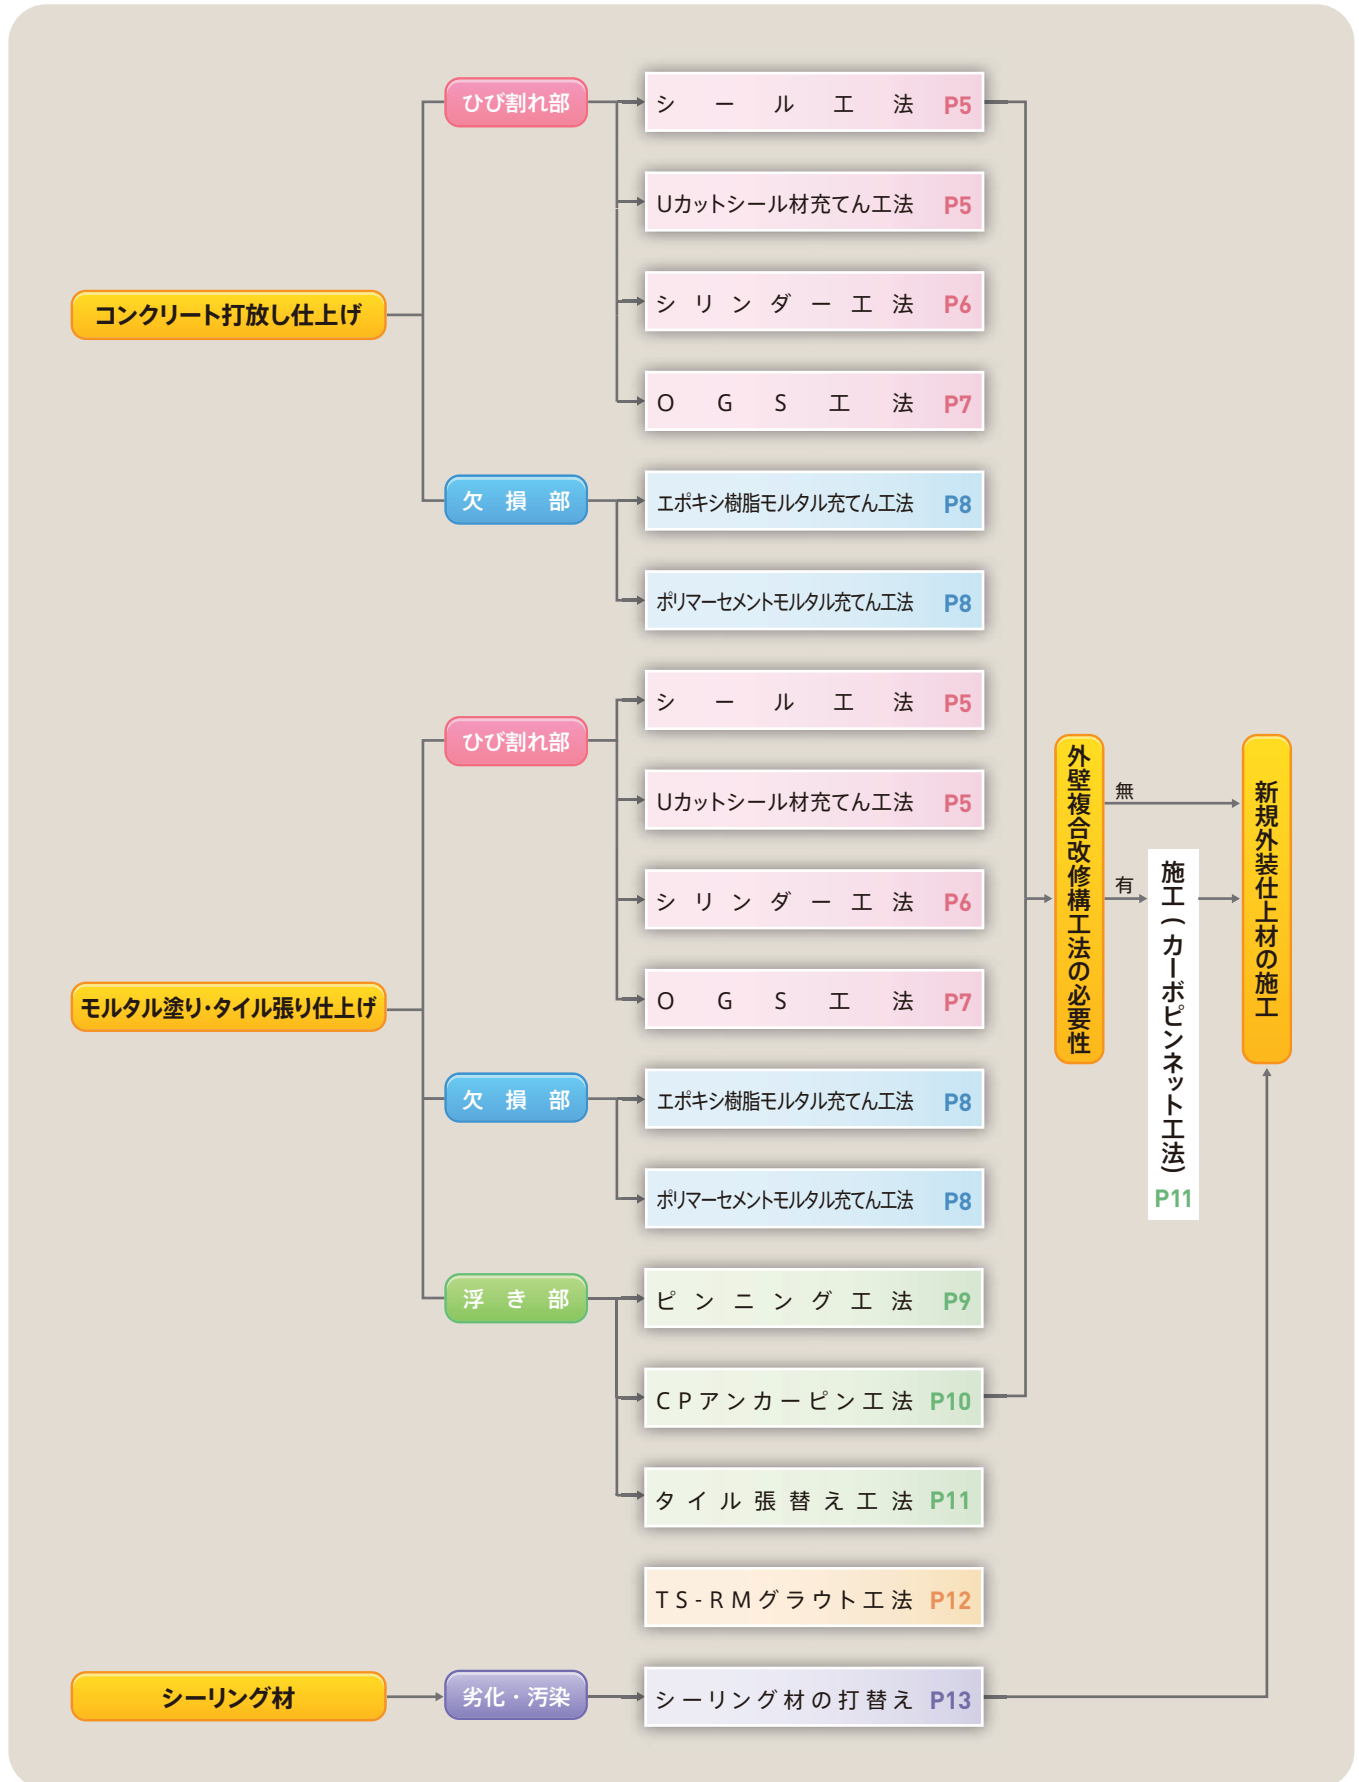 ひび割れ部
シール工法 P5
Uカットシール材充てん工法 P5
コンクリート打放し仕上げ
シリンダー工法 P6
OGS工法 P7
欠損部
エポキシ樹脂モルタル充てん工法 P8
ポリマーセメントモルタル充てん工法 P8
ひび割れ部
シール工法 P5
Uカットシール材充てん工法 P5
シリンダー工法 P6
モルタル塗り・タイル張り仕上げ
OGS工法 P7
欠損部
エポキシ樹脂モルタル充てん工法 P8
ポリマーセメントモルタル充てん工法 P8
浮き部
ピンニング工法 P9
CPアンカーピン工法 P10
タイル張替え工法 P11
TS-RMグラウト工法 P12
シーリング材
劣化・汚染
シーリング材の打替え P13
外壁複合改修構工法の必要性
無
有
施工(カーボピンネット工法) P11
新規外装仕上材の施工